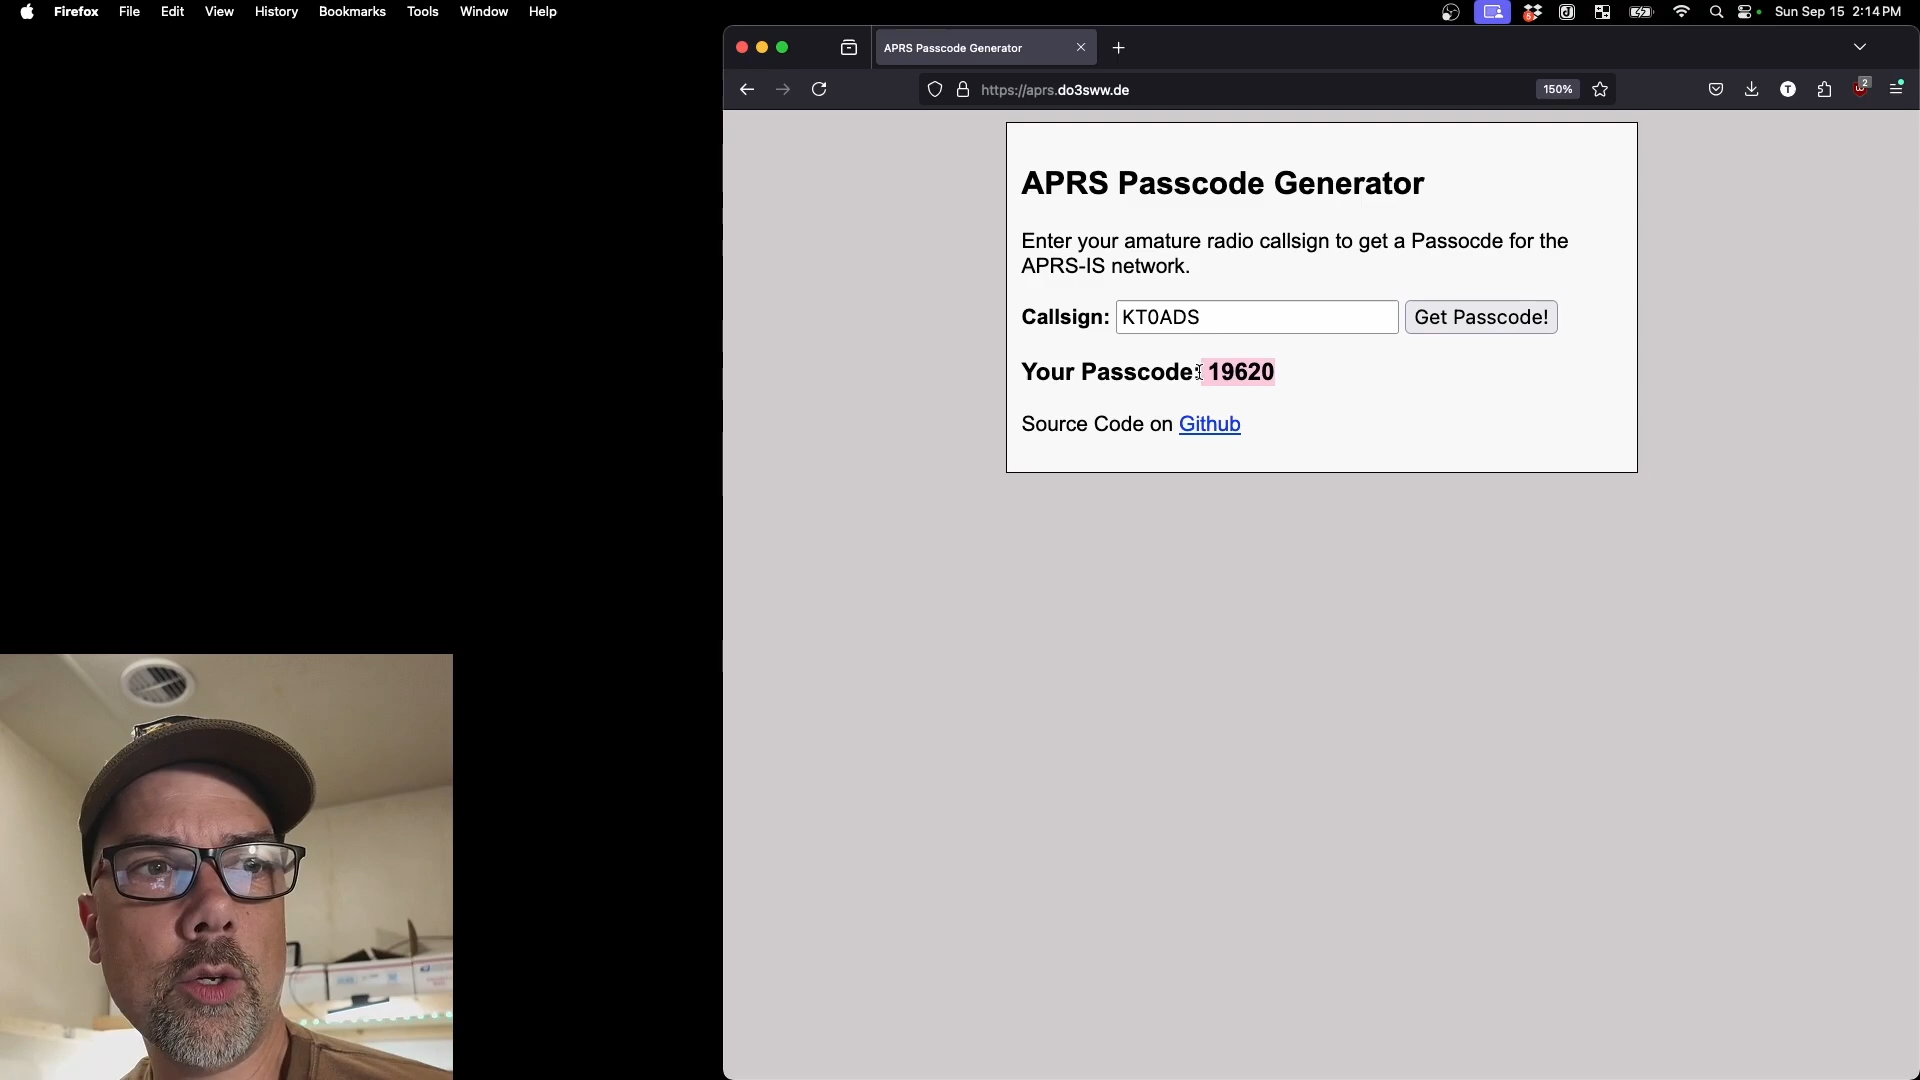 Firefox File Edit View History Bookmarks Tools Window Help
Sun Sep 15 2:14 PM
APRS Passcode Generator
https://aprs.do3sww.de
150%
T
2
APRS Passcode Generator
Enter your amature radio callsign to get a Passocde for the
APRS-IS network.
Callsign: KT0ADS Get Passcode!
Your Passcode: 19620
Source Code on Github